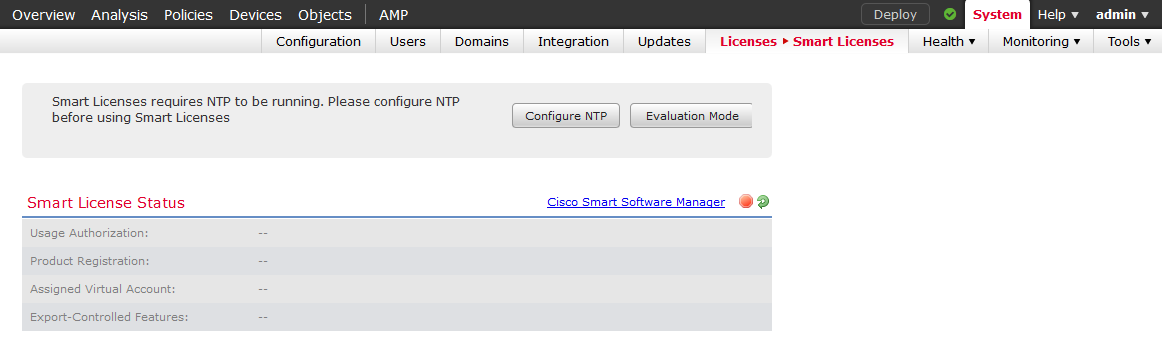 Overview Analysis Policies Devices Objects AMP Deploy System Help admin
Configuration Users Domains Integration Updates Licenses Smart Licenses Health Monitoring Tools
Smart Licenses requires NTP to be running. Please configure NTP
before using Smart Licenses
Configure NTP Evaluation Mode
Smart License Status Cisco Smart Software Manager
Usage Authorization: --
Product Registration: --
Assigned Virtual Account: --
Export-Controlled Features: --